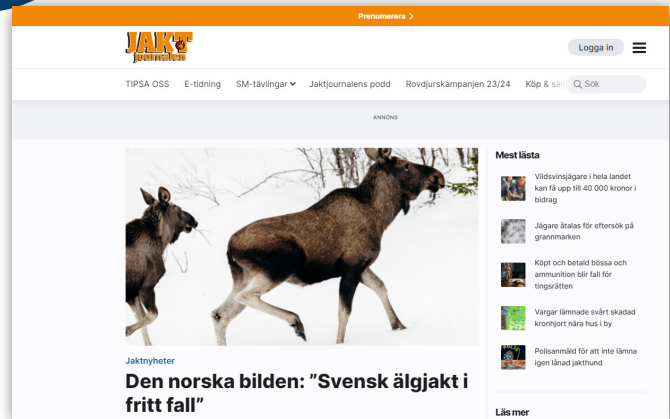 Prenumerera >
JAKT
journalen
Logga in
TIPSA OSS E-tidning SM-tävlingar Jaktjournalens podd Rovdjurskampanjen 23/24 Köp & sälj Sök
ANNONS
Mest lästa
Vildsvinsjägare i hela landet
kan få upp till 40 000 kronor i
bidrag
Jägare åtalas för eftersök på
grannmarken
Köpt och betald bössa och
ammunition blir fall för
tingsrätten
Vargar lämnade svårt skadad
kronhjort nära hus i by
Polisanmäld för att inte lämna
igen lånad jakthund
Läs mer
Jaktnyheter
Den norska bilden: ”Svensk älgjakt i
fritt fall”